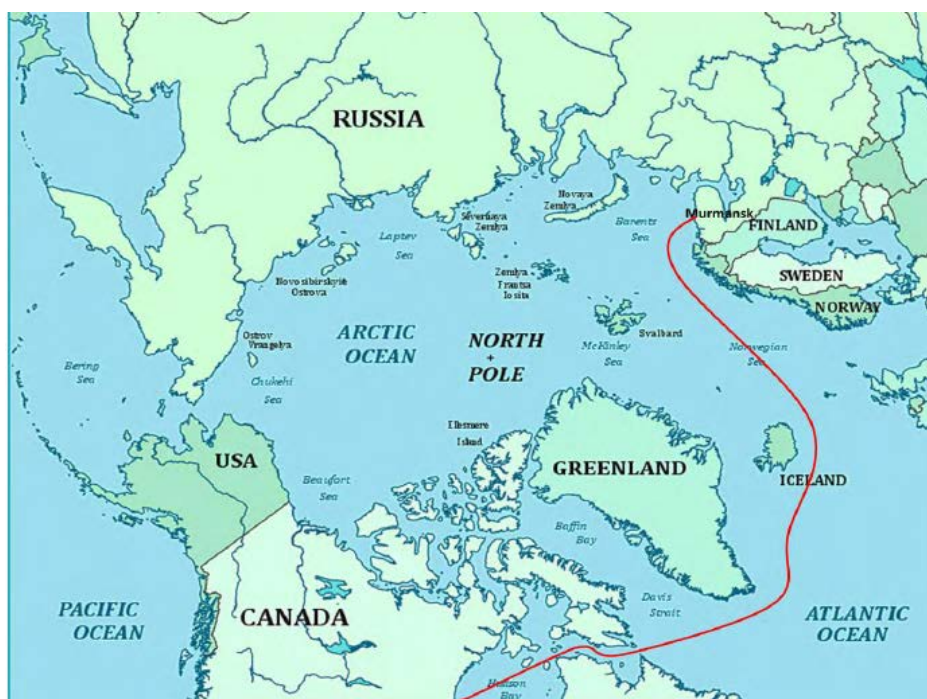 RUSSIA
Novaya
Zemlya
Severnaya
Zemlya
Barents
Sea
Murmansk
FINLAND
Laptev
Sea
SWEDEN
Novosibirskyie
Ostrova
Zemlya
Frantsa
Iosifa
NORWAY
Ostrov
Vrangelya
ARCTIC
OCEAN
NORTH
+
POLE
McKinley
Sea
Svalbard
Norwegian
Sea
Bering
Sea
Chukchi
Sea
Ellesmere
Island
USA
GREENLAND
Beaufort
Sea
ICELAND
Baffin
Bay
PACIFIC
OCEAN
CANADA
Davis
Strait
ATLANTIC
OCEAN
Hudson
Bay